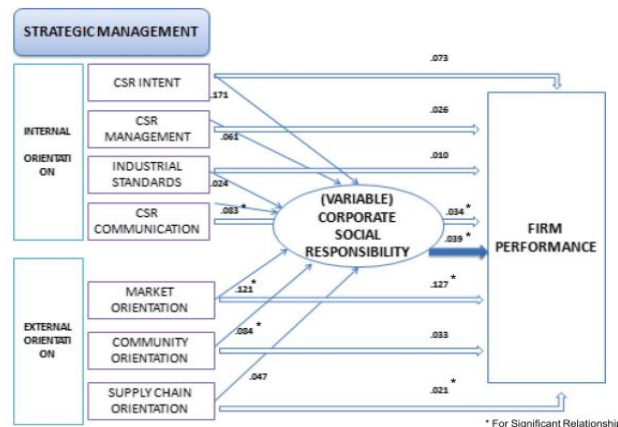 STRATEGIC MANAGEMENT
.073
CSR INTENT
.171
.026
CSR
MANAGEMENT
.061
INTERNAL
ORIENTATI
ON
.010
INDUSTRIAL
STANDARDS
.024
(VARIABLE)
CORPORATE
SOCIAL
RESPONSIBILITY
CSR
COMMUNICATION
.083 *
.034 *
.039 *
FIRM
PERFORMANCE
MARKET
ORIENTATION
.121 *
.127 *
EXTERNAL
ORIENTATI
ON
COMMUNITY
ORIENTATION
.084 *
.033
.047
SUPPLY CHAIN
ORIENTATION
.021 *
* For Significant Relationship